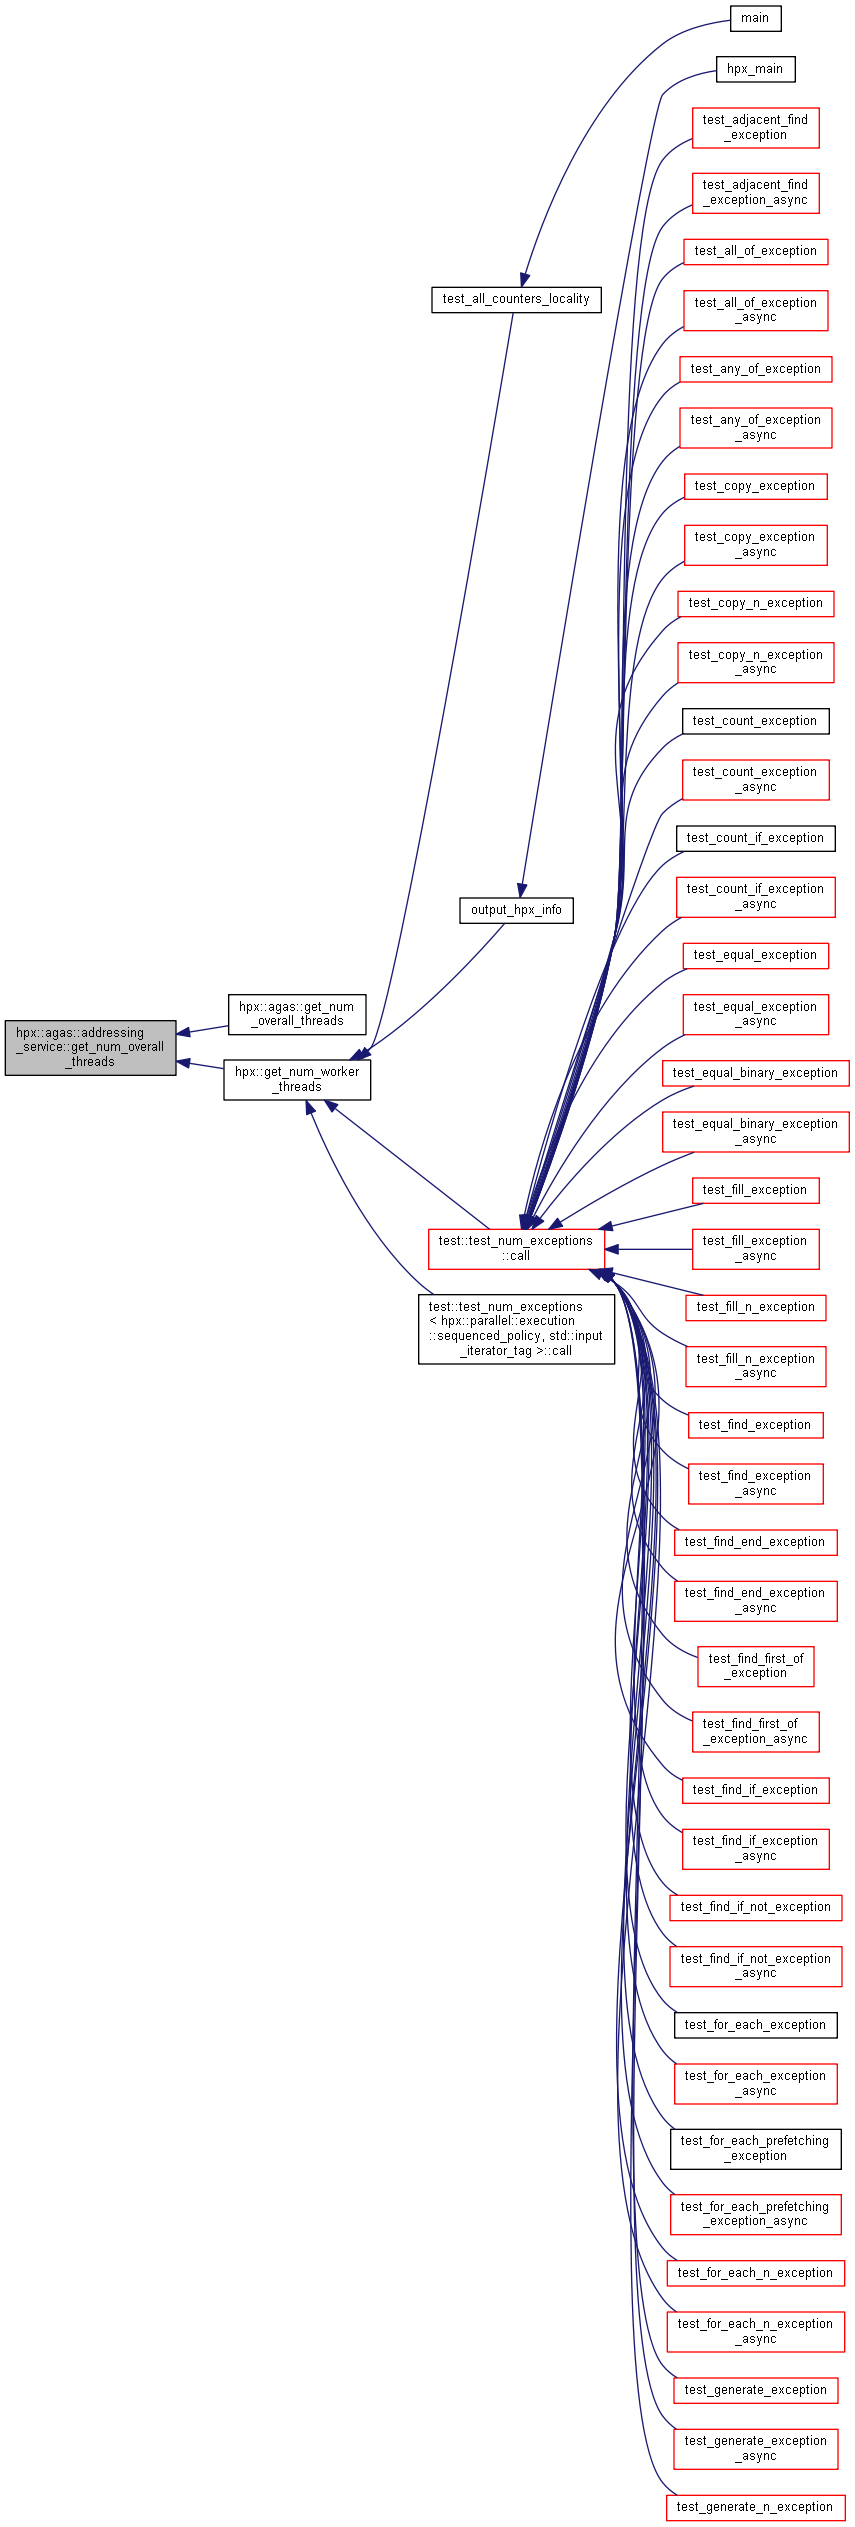 main
hpx_main
test_adjacent_find
_exception
test_adjacent_find
_exception_async
test_all_of_exception
test_all_counters_locality
test_all_of_exception
_async
test_any_of_exception
test_any_of_exception
_async
test_copy_exception
test_copy_exception
_async
test_copy_n_exception
test_copy_n_exception
_async
test_count_exception
test_count_exception
_async
test_count_if_exception
test_count_if_exception
_async
output_hpx_info
test_equal_exception
hpx::agas::get_num
_overall_threads
test_equal_exception
_async
hpx::agas::addressing
_service::get_num_overall
_threads
hpx::get_num_worker
_threads
test_equal_binary_exception
test_equal_binary_exception
_async
test_fill_exception
test::test_num_exceptions
::call
test_fill_exception
_async
test::test_num_exceptions
< hpx::parallel::execution
::sequenced_policy, std::input
_iterator_tag >::call
test_fill_n_exception
test_fill_n_exception
_async
test_find_exception
test_find_exception
_async
test_find_end_exception
test_find_end_exception
_async
test_find_first_of
_exception
test_find_first_of
_exception_async
test_find_if_exception
test_find_if_exception
_async
test_find_if_not_exception
test_find_if_not_exception
_async
test_for_each_exception
test_for_each_exception
_async
test_for_each_prefetching
_exception
test_for_each_prefetching
_exception_async
test_for_each_n_exception
test_for_each_n_exception
_async
test_generate_exception
test_generate_exception
_async
test_generate_n_exception